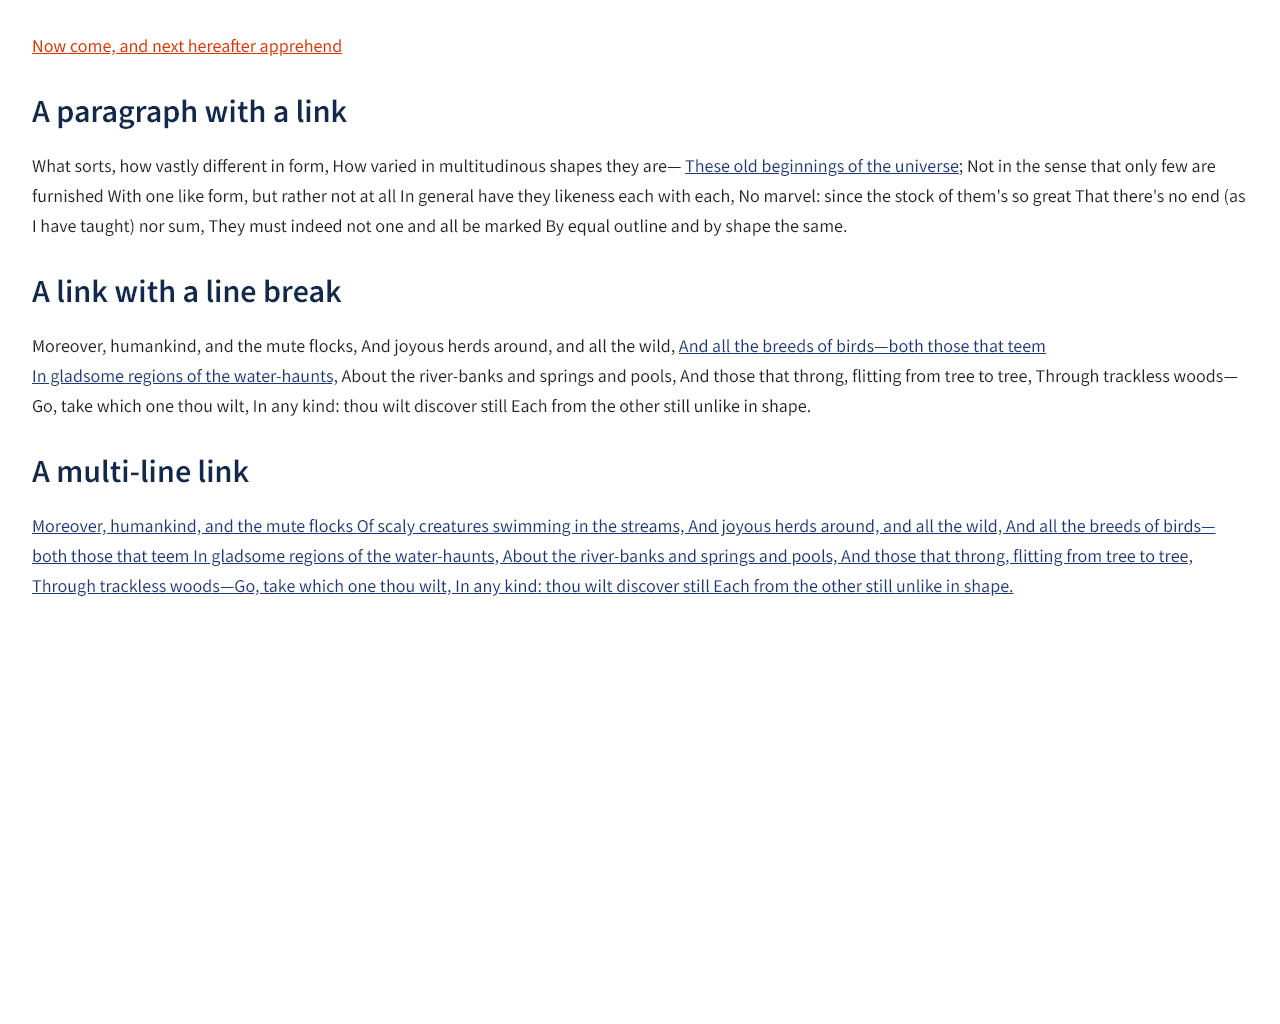 Now come, and next hereafter apprehend
A paragraph with a link
What sorts, how vastly different in form, How varied in multitudinous shapes they are— These old beginnings of the universe; Not in the sense that only few are
furnished With one like form, but rather not at all In general have they likeness each with each, No marvel: since the stock of them's so great That there's no end (as
I have taught) nor sum, They must indeed not one and all be marked By equal outline and by shape the same.
A link with a line break
Moreover, humankind, and the mute flocks, And joyous herds around, and all the wild, And all the breeds of birds—both those that teem
In gladsome regions of the water-haunts, About the river-banks and springs and pools, And those that throng, flitting from tree to tree, Through trackless woods—
Go, take which one thou wilt, In any kind: thou wilt discover still Each from the other still unlike in shape.
A multi-line link
Moreover, humankind, and the mute flocks Of scaly creatures swimming in the streams, And joyous herds around, and all the wild, And all the breeds of birds—
both those that teem In gladsome regions of the water-haunts, About the river-banks and springs and pools, And those that throng, flitting from tree to tree,
Through trackless woods—Go, take which one thou wilt, In any kind: thou wilt discover still Each from the other still unlike in shape.